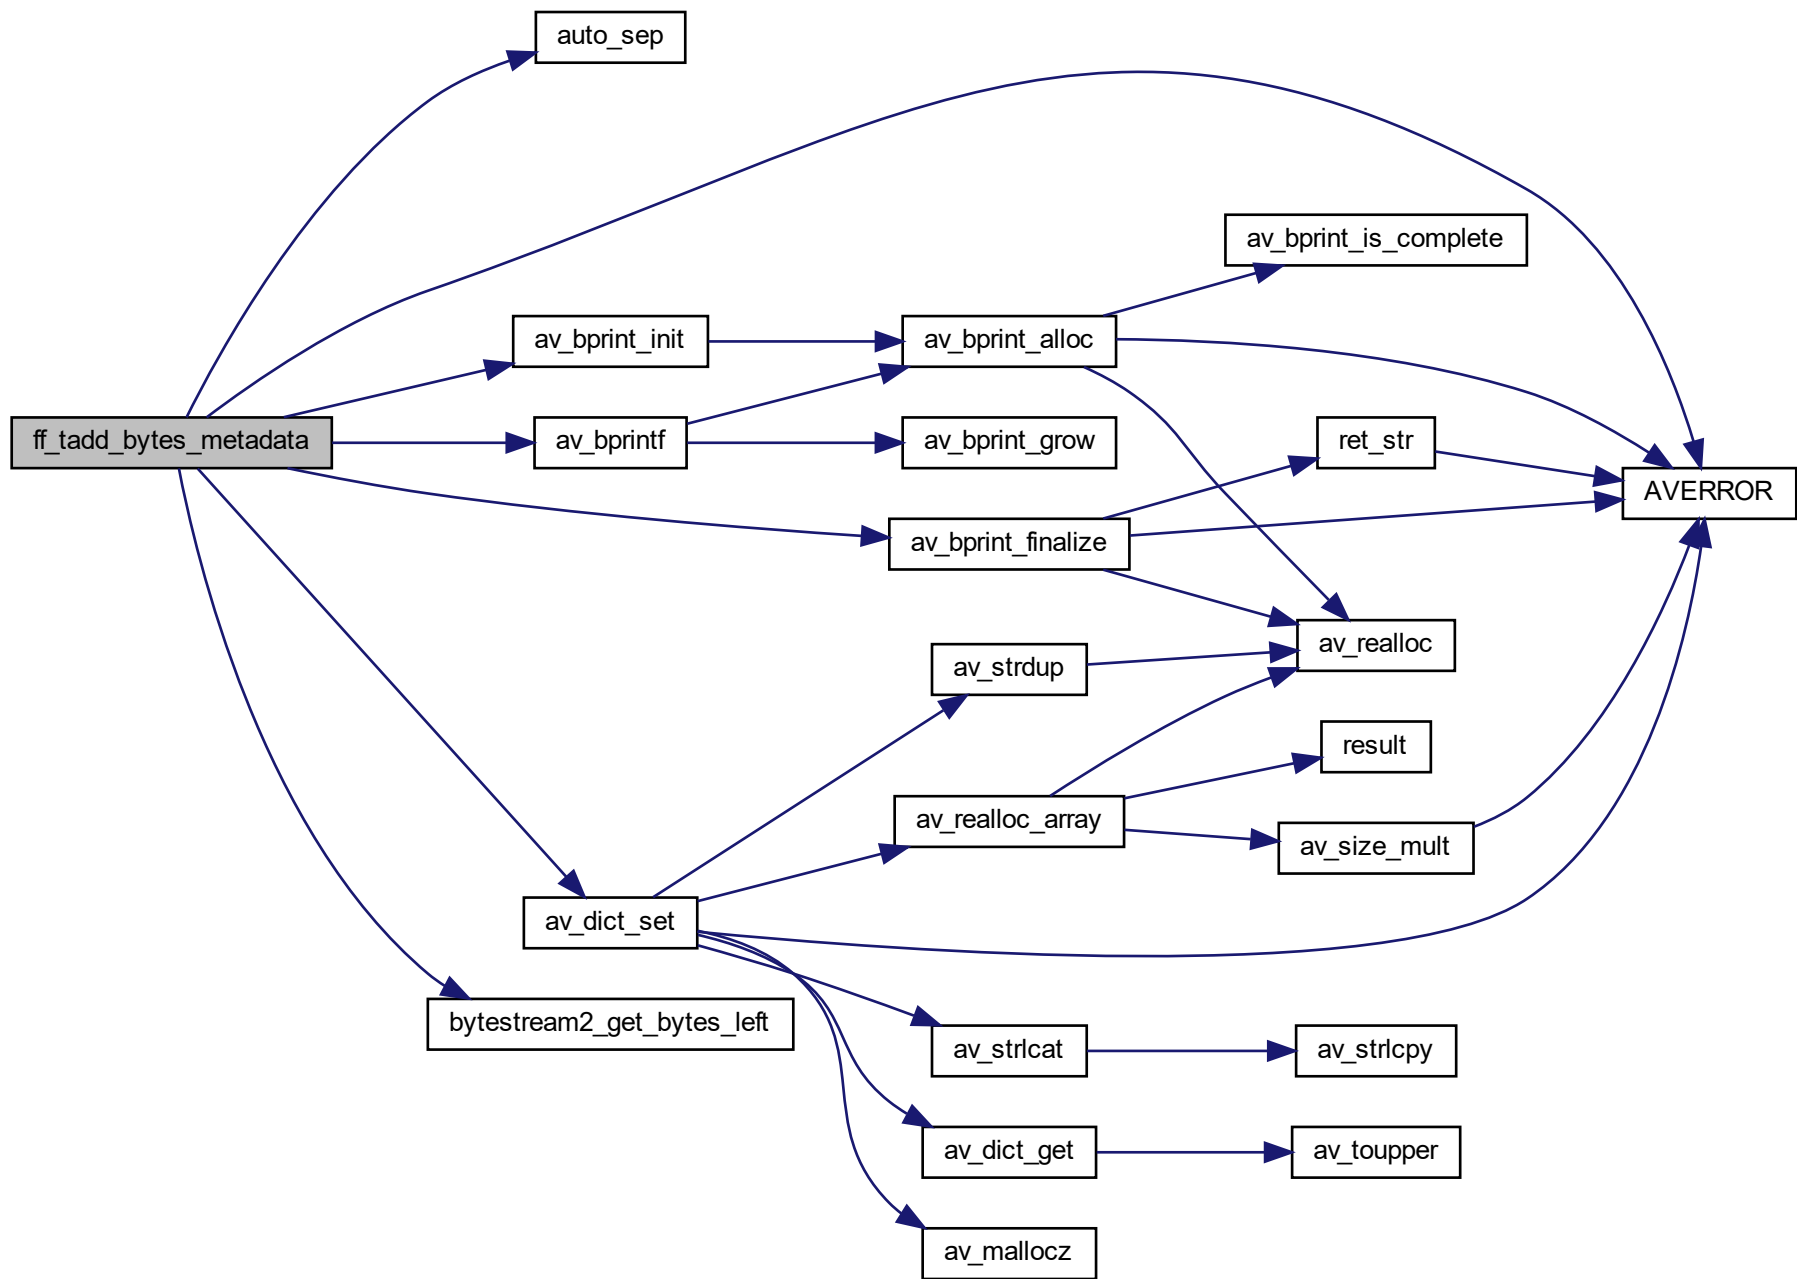 auto_sep
av_bprint_is_complete
av_bprint_init
av_bprint_alloc
ff_tadd_bytes_metadata
av_bprintf
av_bprint_grow
ret_str
AVERROR
av_bprint_finalize
av_realloc
av_strdup
result
av_realloc_array
av_size_mult
av_dict_set
bytestream2_get_bytes_left
av_strlcat
av_strlcpy
av_dict_get
av_toupper
av_mallocz